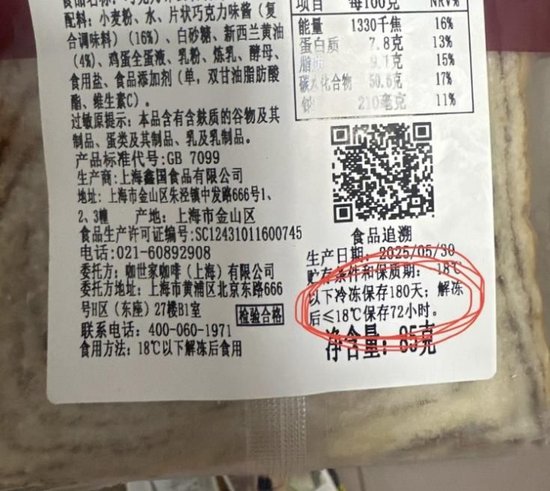 配料：小麦粉、水、片状巧克力味酱（复
合调味料）（16%）、白砂糖、新西兰黄油
（4%）、鸡蛋全蛋液、乳粉、炼乳、酵母、
食用盐、食品添加剂（单，双甘油脂肪酸
酯、维生素C）。
过敏原提示：本品含有含麸质的谷物及其
制品、蛋类及其制品、乳及乳制品。
产品标准代号：GB 7099
生产商：上海鑫国食品有限公司
地址：上海市金山区朱泾镇中发路666号1、
2、3幢 产地：上海市金山区
食品生产许可证编号：SC12431011600745
电话：021-60892908
委托方：咖世家咖啡（上海）有限公司
地址：上海市黄浦区北京东路666
号H区（东座）27楼B1室
检验合格
联系电话：400-060-1971
食用方法：18℃以下解冻后食用
项目 每100克 NRV%
能量 1330千焦 16%
蛋白质 7.8克 13%
脂肪 9.1克 15%
碳水化合物 50.6克 17%
钠 210毫克 11%
食品追溯
生产日期：2025/05/30
贮存条件和保质期：-18℃
以下冷冻保存180天；解冻
后≤18℃保存72小时。
净含量：85克